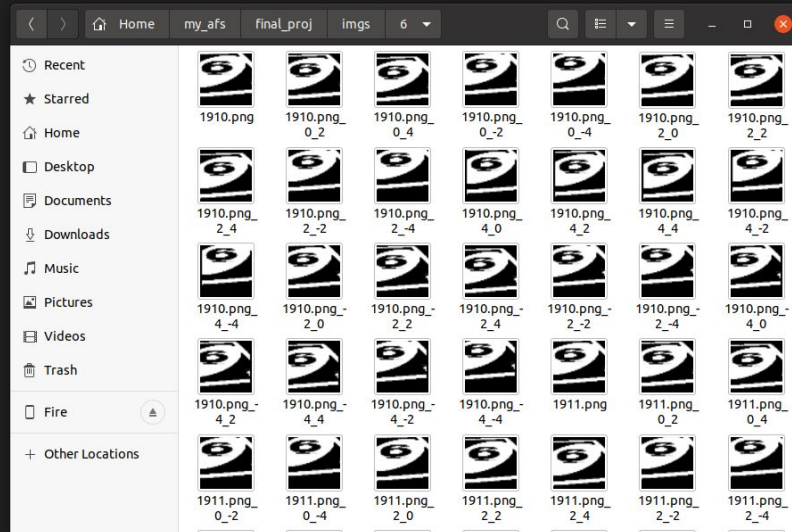 Home my_afs final_proj imgs 6
Recent
Starred
Home
Desktop
Documents
Downloads
Music
Pictures
Videos
Trash
Fire
+ Other Locations
1910.png 1910.png_ 1910.png_ 1910.png_ 1910.png_ 1910.png_ 1910.png_
0_2 0_4 0_-2 0_-4 2_0 2_2
1910.png_ 1910.png_ 1910.png_ 1910.png_ 1910.png_ 1910.png_ 1910.png_
2_4 2_-2 2_-4 4_0 4_2 4_4 4_-2
1910.png_ 1910.png_- 1910.png_- 1910.png_- 1910.png_- 1910.png_- 1910.png_-
4_-4 2_0 2_2 2_4 2_-2 2_-4 4_0
1910.png_- 1910.png_- 1910.png_- 1910.png_- 1911.png 1911.png_ 1911.png_
4_2 4_4 4_-2 4_-4 0_2 0_4
1911.png_ 1911.png_ 1911.png_ 1911.png_ 1911.png_ 1911.png_ 1911.png_
0_-2 0_-4 2_0 2_2 2_4 2_-2 2_-4